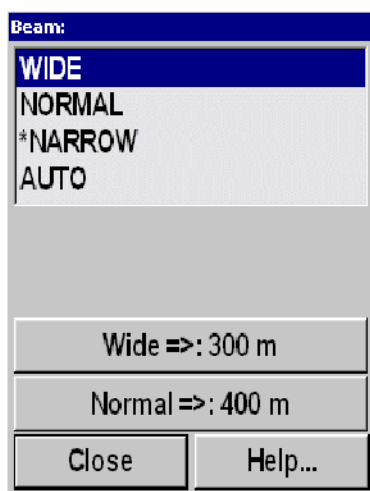 Beam:
WIDE
NORMAL
*NARROW
AUTO
Wide =>: 300 m
Normal =>: 400 m
Close
Help...